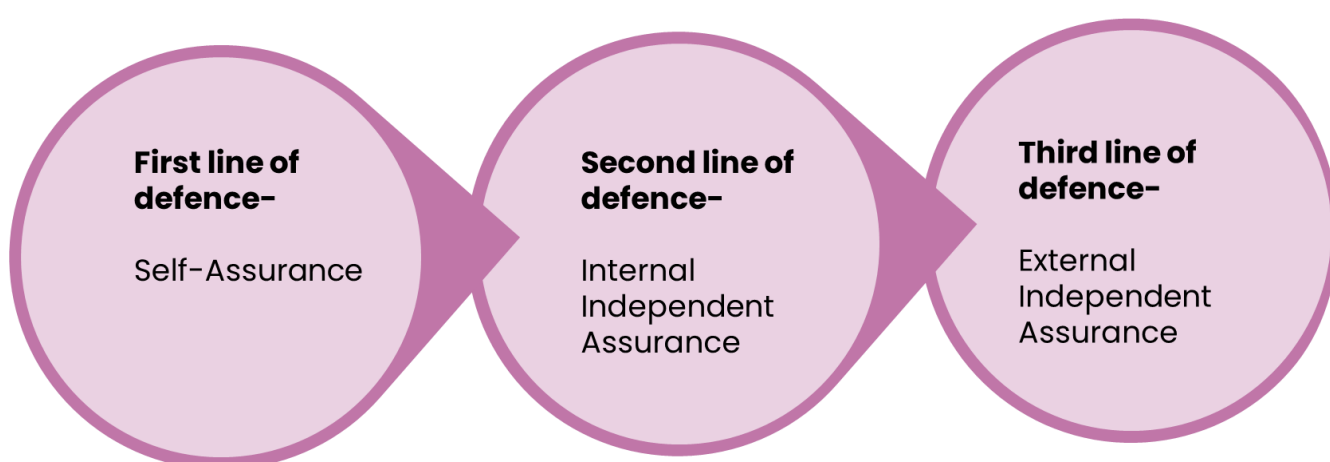 First line of
defence-
Self-Assurance
Second line of
defence-
Internal
Independent
Assurance
Third line of
defence-
External
Independent
Assurance